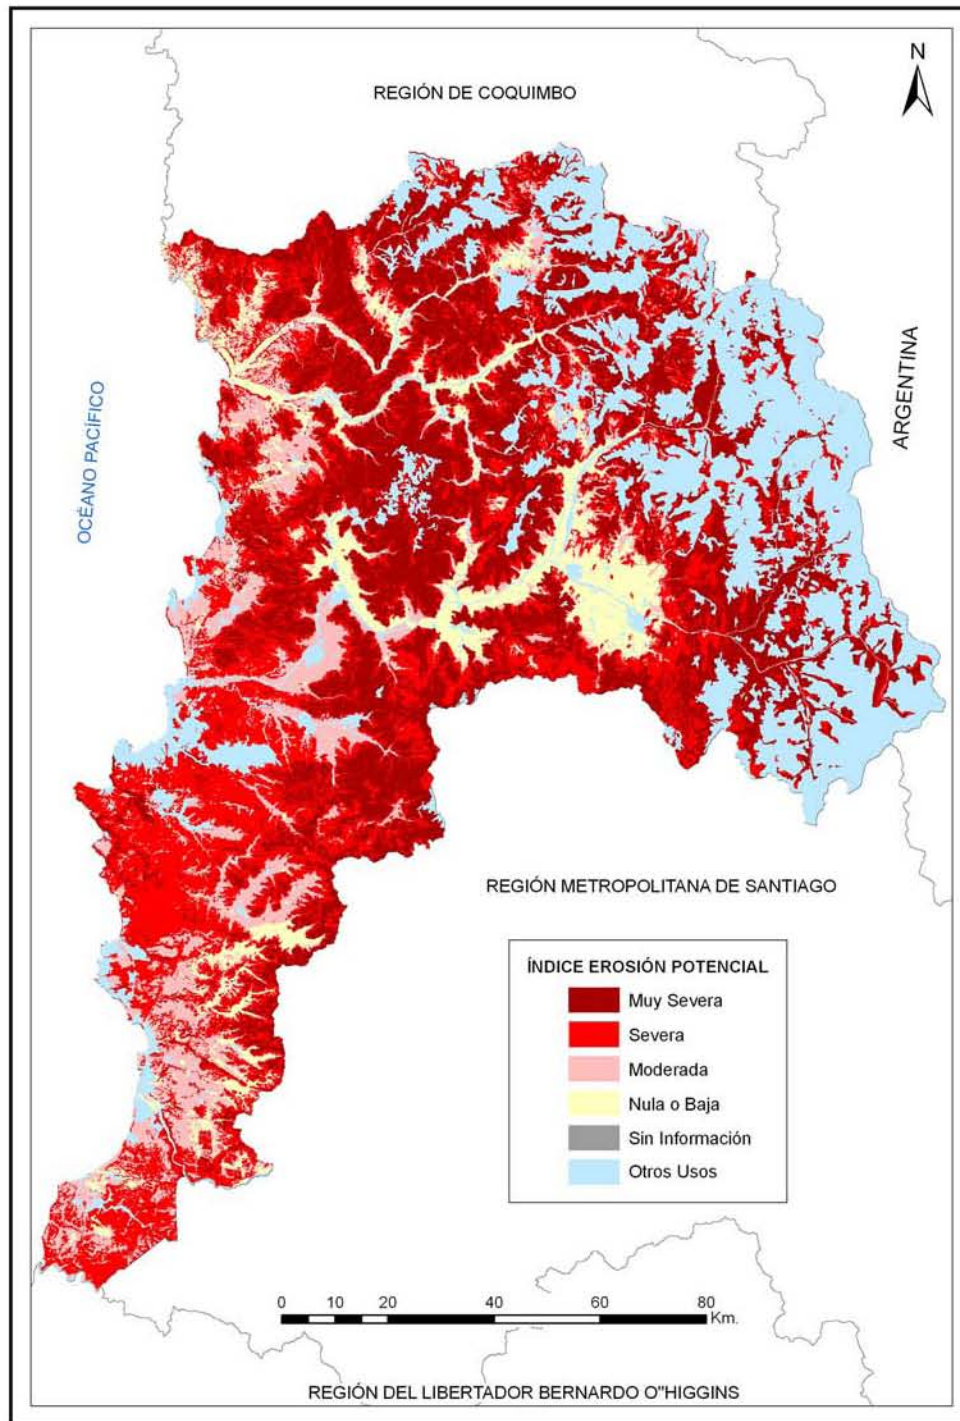 N
REGIÓN DE COQUIMBO
ARGENTINA
OCÉANO PACÍFICO
REGIÓN METROPOLITANA DE SANTIAGO
ÍNDICE EROSIÓN POTENCIAL
Muy Severa
Severa
Moderada
Nula o Baja
Sin Información
Otros Usos
0 10 20 40 60 80
Km.
REGIÓN DEL LIBERTADOR BERNARDO O"HIGGINS